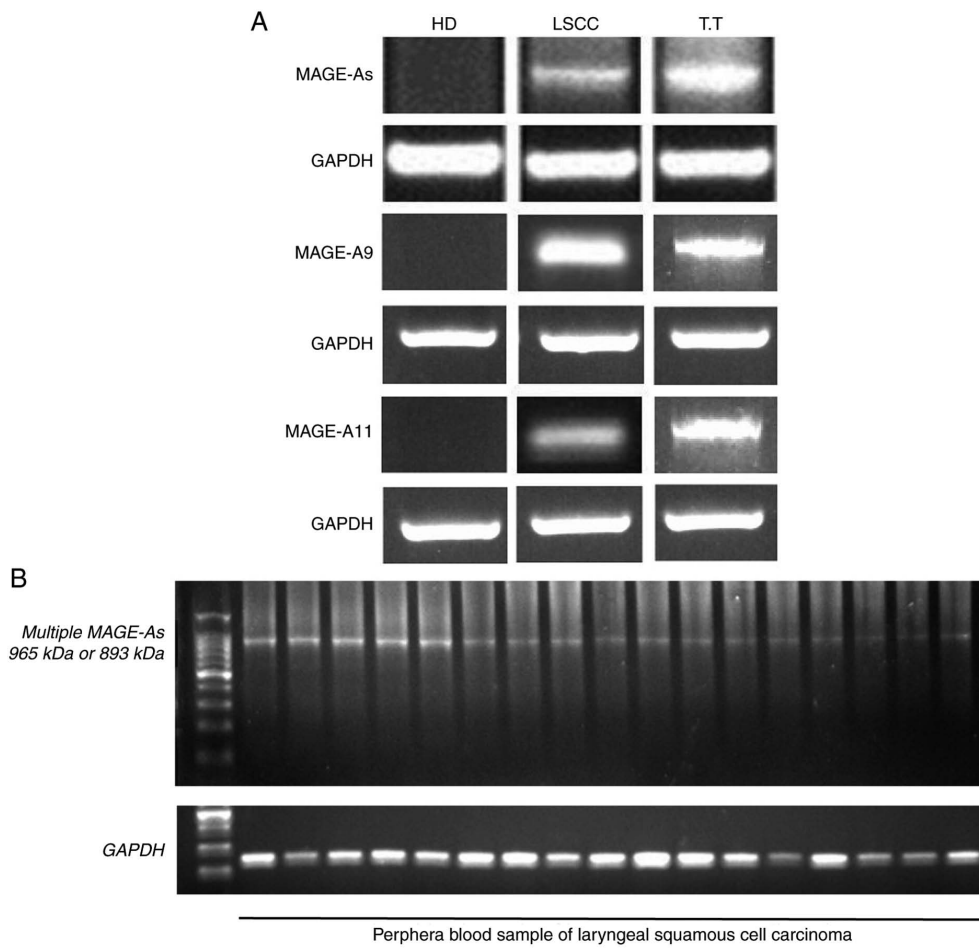 A
HD LSCC T.T
MAGE-As
GAPDH
MAGE-A9
GAPDH
MAGE-A11
GAPDH
B
Multiple MAGE-As
965 kDa or 893 kDa
GAPDH
Perphera blood sample of laryngeal squamous cell carcinoma